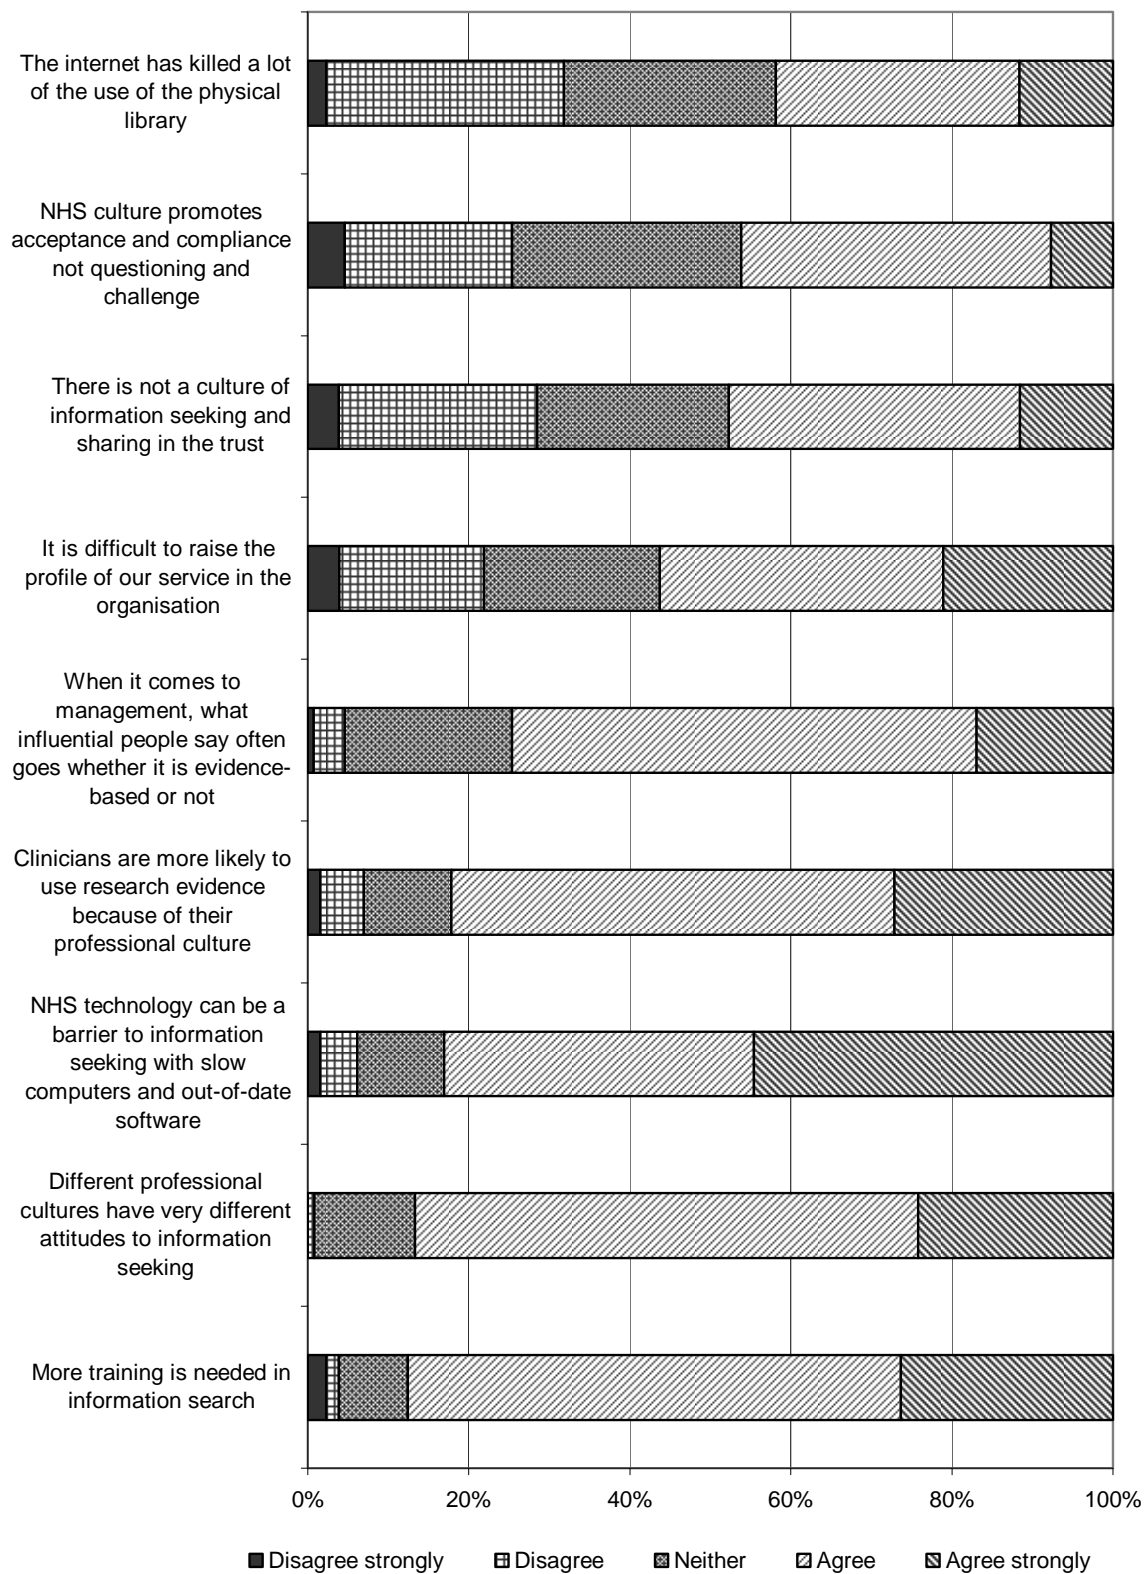 The internet has killed a lot
of the use of the physical
library
NHS culture promotes
acceptance and compliance
not questioning and
challenge
There is not a culture of
information seeking and
sharing in the trust
It is difficult to raise the
profile of our service in the
organisation
When it comes to
management, what
influential people say often
goes whether it is evidence-
based or not
Clinicians are more likely to
use research evidence
because of their
professional culture
NHS technology can be a
barrier to information
seeking with slow
computers and out-of-date
software
Different professional
cultures have very different
attitudes to information
seeking
More training is needed in
information search
0% 20% 40% 60% 80% 100%
Disagree strongly Disagree Neither Agree Agree strongly